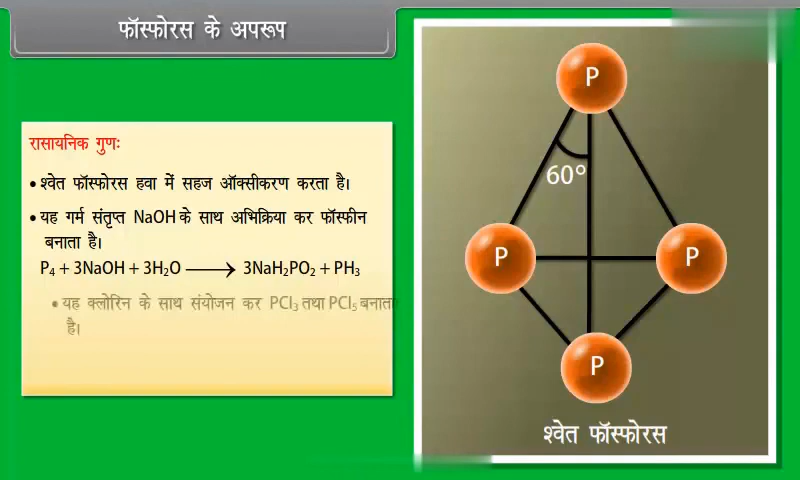 फॉस्फोरस के अपरूप
रासायनिक गुणः
• श्वेत फॉस्फोरस हवा में सहज ऑक्सीकरण करता है।
• यह गर्म संतृप्त NaOH के साथ अभिक्रिया कर फॉस्फीन
बनाता है।
P₄ + 3NaOH + 3H₂O ⟶ 3NaH₂PO₂ + PH₃
• यह क्लोरिन के साथ संयोजन कर PCl₃ तथा PCl₅ बनाता
है।
P
60°
P
P
P
श्वेत फॉस्फोरस